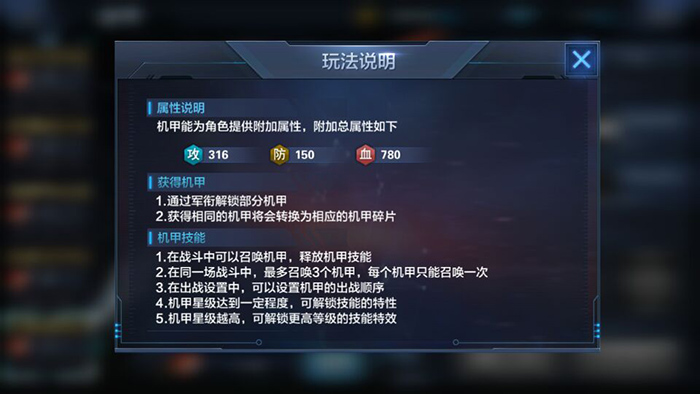 玩法说明
属性说明
机甲能为角色提供附加属性，附加总属性如下
攻 316 防 150 血 780
获得机甲
1.通过军衔解锁部分机甲
2.获得相同的机甲将会转换为相应的机甲碎片
机甲技能
1.在战斗中可以召唤机甲，释放机甲技能
2.在同一场战斗中，最多召唤3个机甲，每个机甲只能召唤一次
3.在出战设置中，可以设置机甲的出战顺序
4.机甲星级达到一定程度，可解锁技能的特性
5.机甲星级越高，可解锁更高等级的技能特效